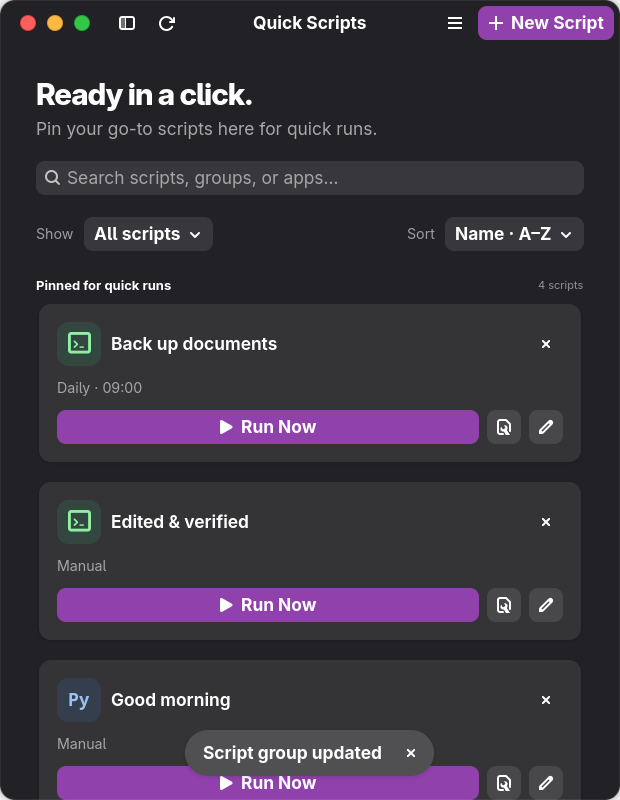 Quick Scripts
New Script
Ready in a click.
Pin your go-to scripts here for quick runs.
Search scripts, groups, or apps...
Show All scripts Sort Name · A–Z
Pinned for quick runs 4 scripts
Back up documents
Daily · 09:00
Run Now
Edited & verified
Manual
Run Now
Py Good morning
Manual
Script group updated
Run Now